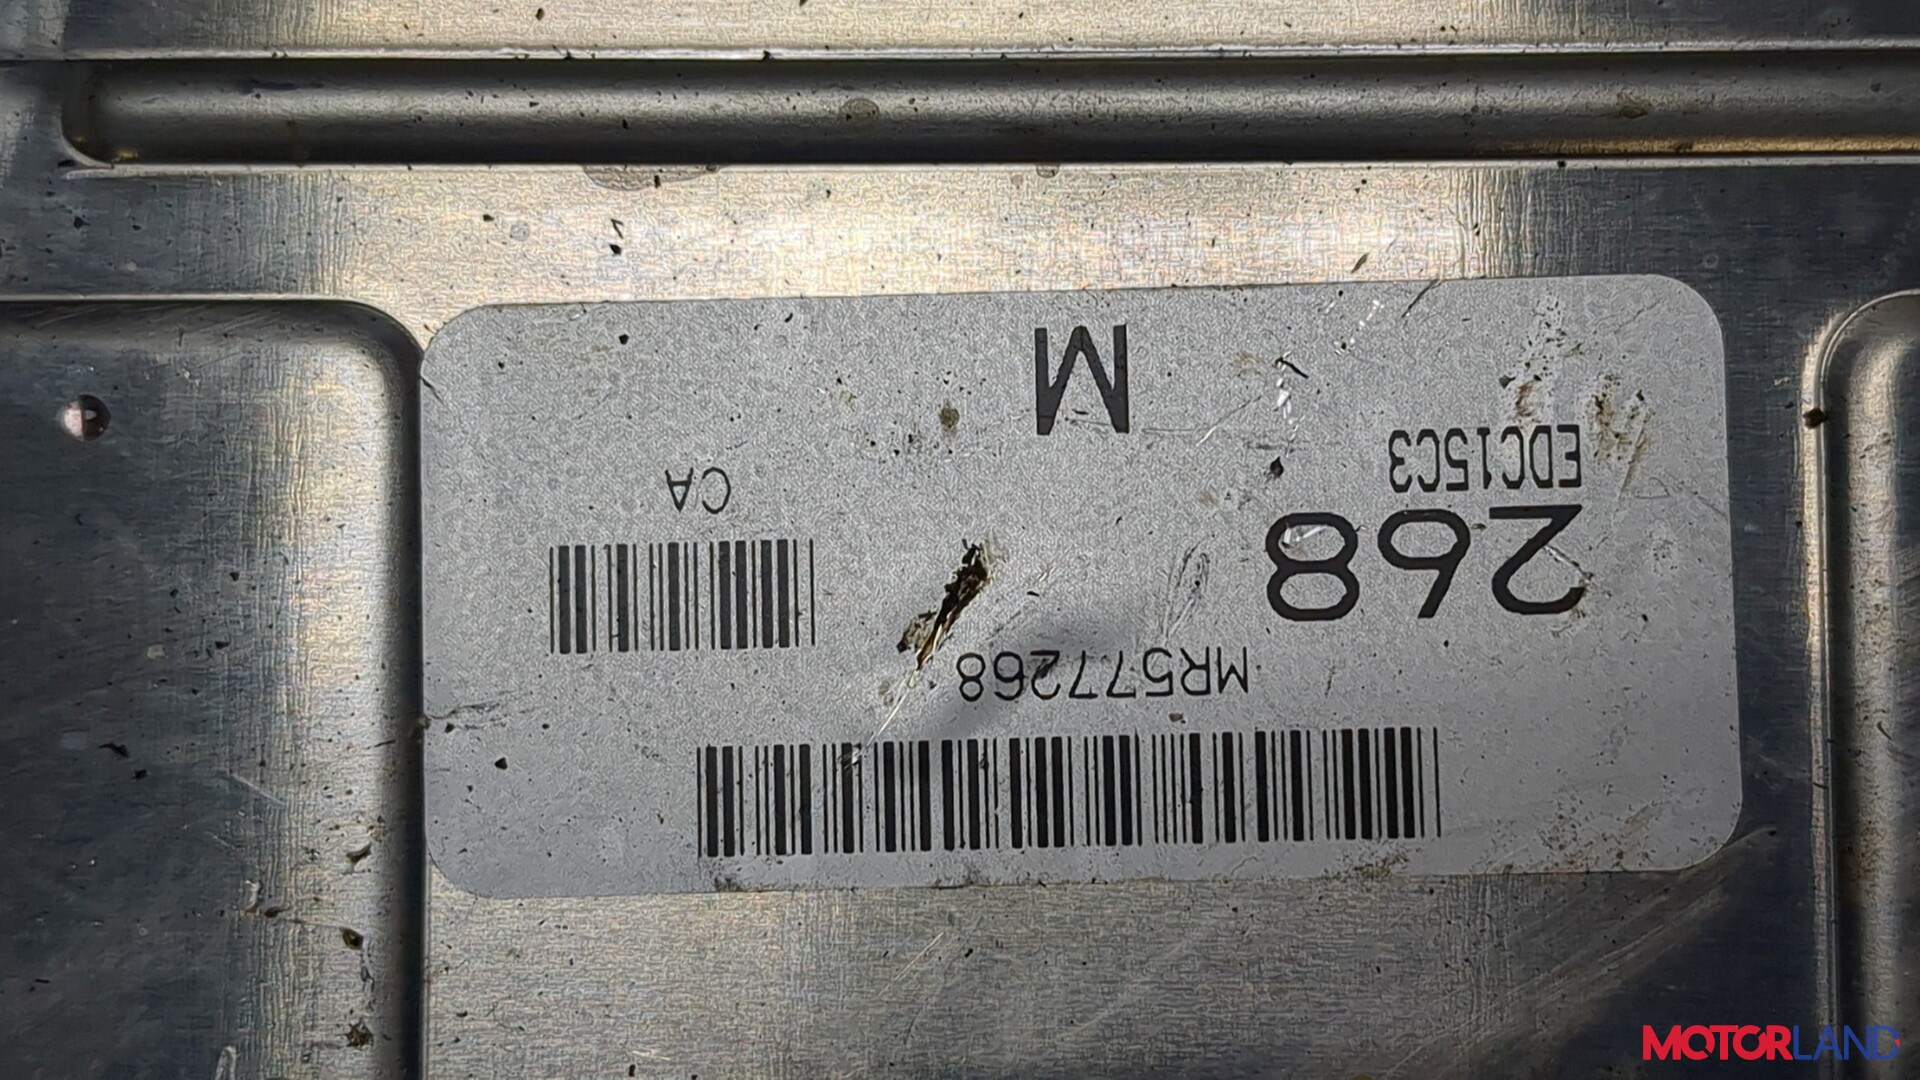 MR577268
268
CA
EDC15C3
M
MOTORLAND